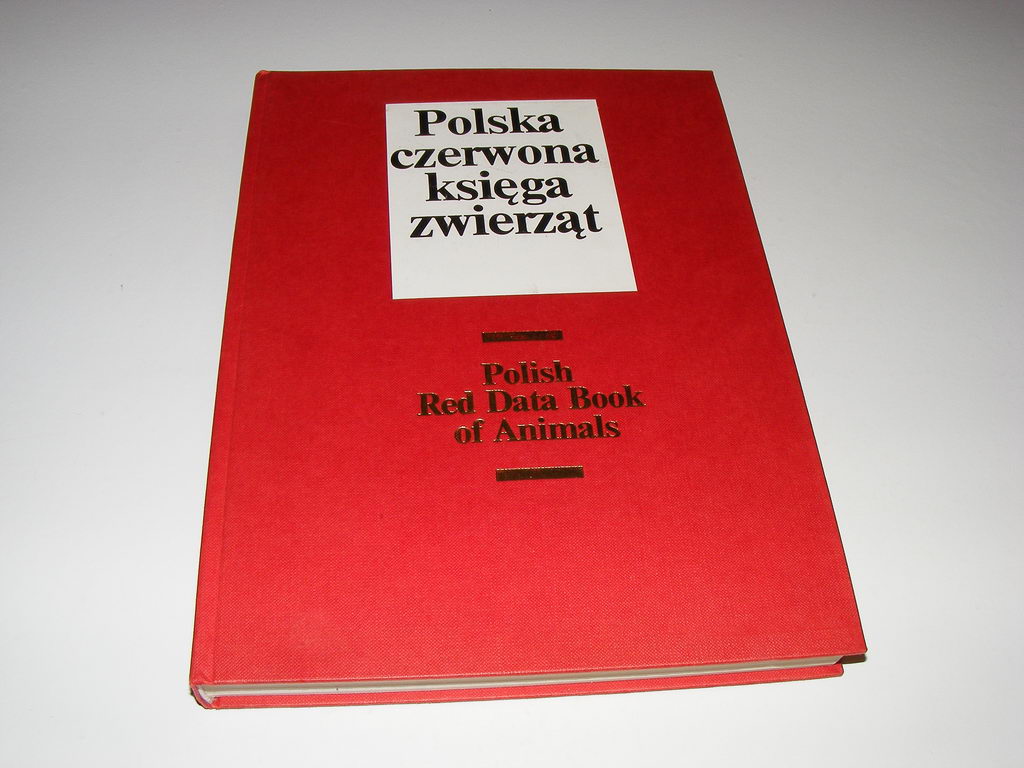 Polska
czerwona
księga
zwierząt
Polish
Red Data Book
of Animals